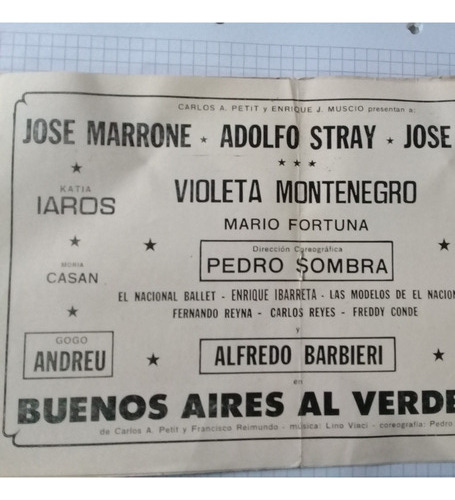 CARLOS A. PETIT y ENRIQUE J. MUSCIO presentan a:
JOSE MARRONE ★ ADOLFO STRAY ★ JOSE
★ ★ ★
KATIA
IAROS
VIOLETA MONTENEGRO
MARIO FORTUNA
MORIA
CASAN
Dirección Coreográfica
PEDRO SOMBRA
EL NACIONAL BALLET - ENRIQUE IBARRETA - LAS MODELOS DE EL NACION
FERNANDO REYNA - CARLOS REYES - FREDDY CONDE
GOGO
ANDREU
y
ALFREDO BARBIERI
en
BUENOS AIRES AL VERDE
de Carlos A. Petit y Francisco Reimundo - música: Lino Vinci - coreografía: Pedro